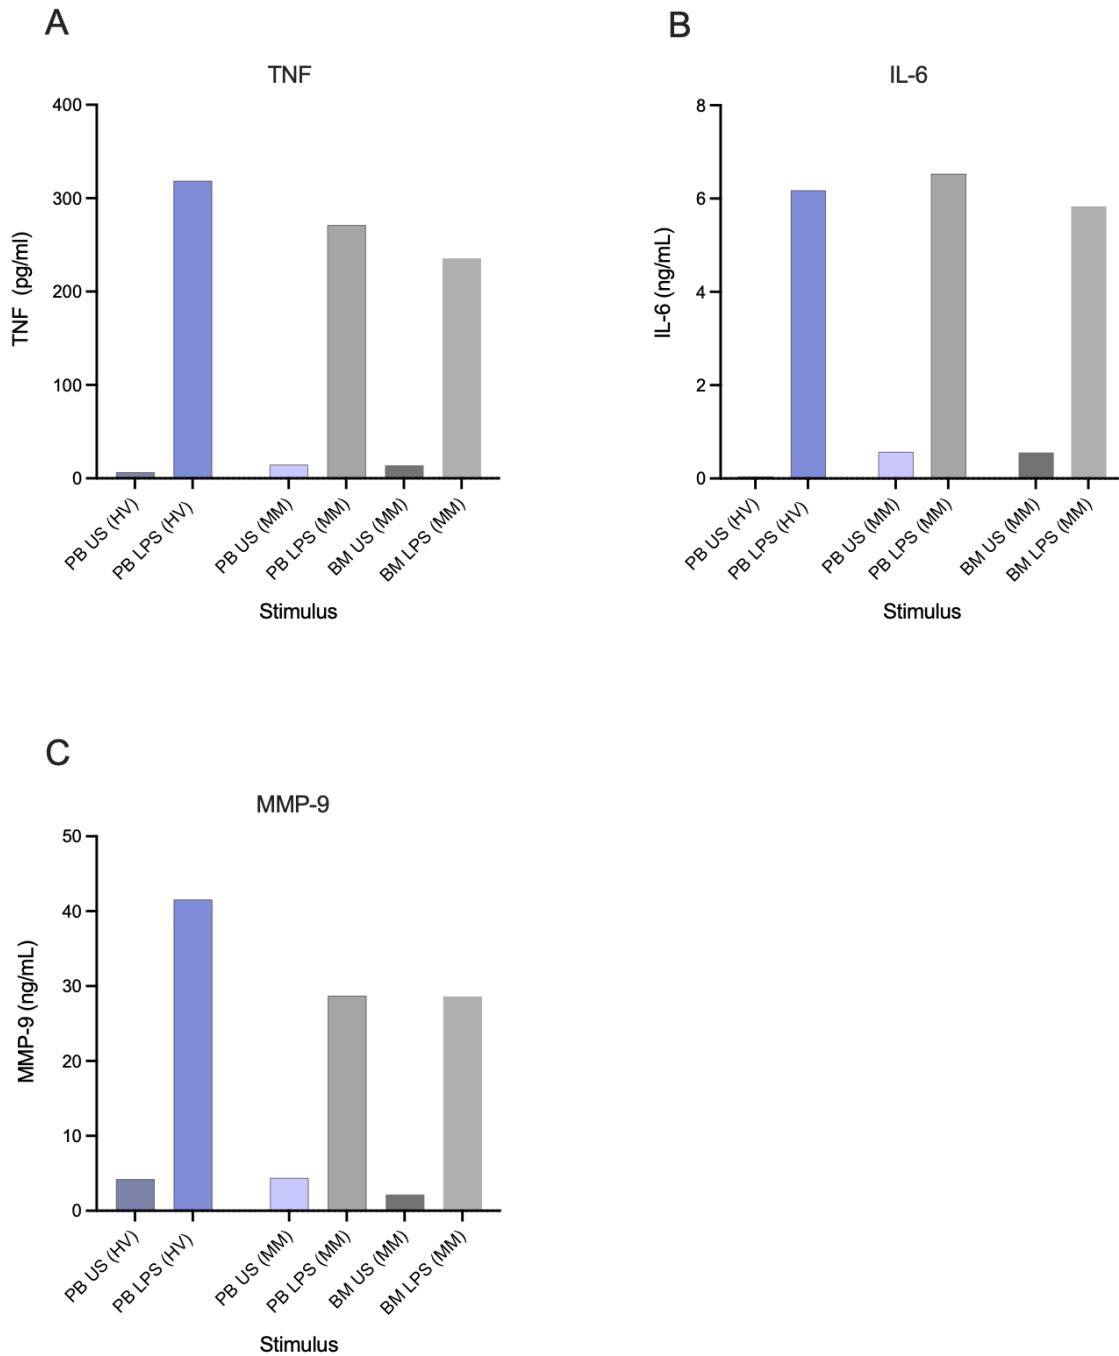 A
TNF
TNF (pg/ml)
400
300
200
100
0
PB US (HV)
PB LPS (HV)
PB US (MM)
PB LPS (MM)
BM US (MM)
BM LPS (MM)
Stimulus
B
IL-6
IL-6 (ng/mL)
8
6
4
2
0
PB US (HV)
PB LPS (HV)
PB US (MM)
PB LPS (MM)
BM US (MM)
BM LPS (MM)
Stimulus
C
MMP-9
MMP-9 (ng/mL)
50
40
30
20
10
0
PB US (HV)
PB LPS (HV)
PB US (MM)
PB LPS (MM)
BM US (MM)
BM LPS (MM)
Stimulus